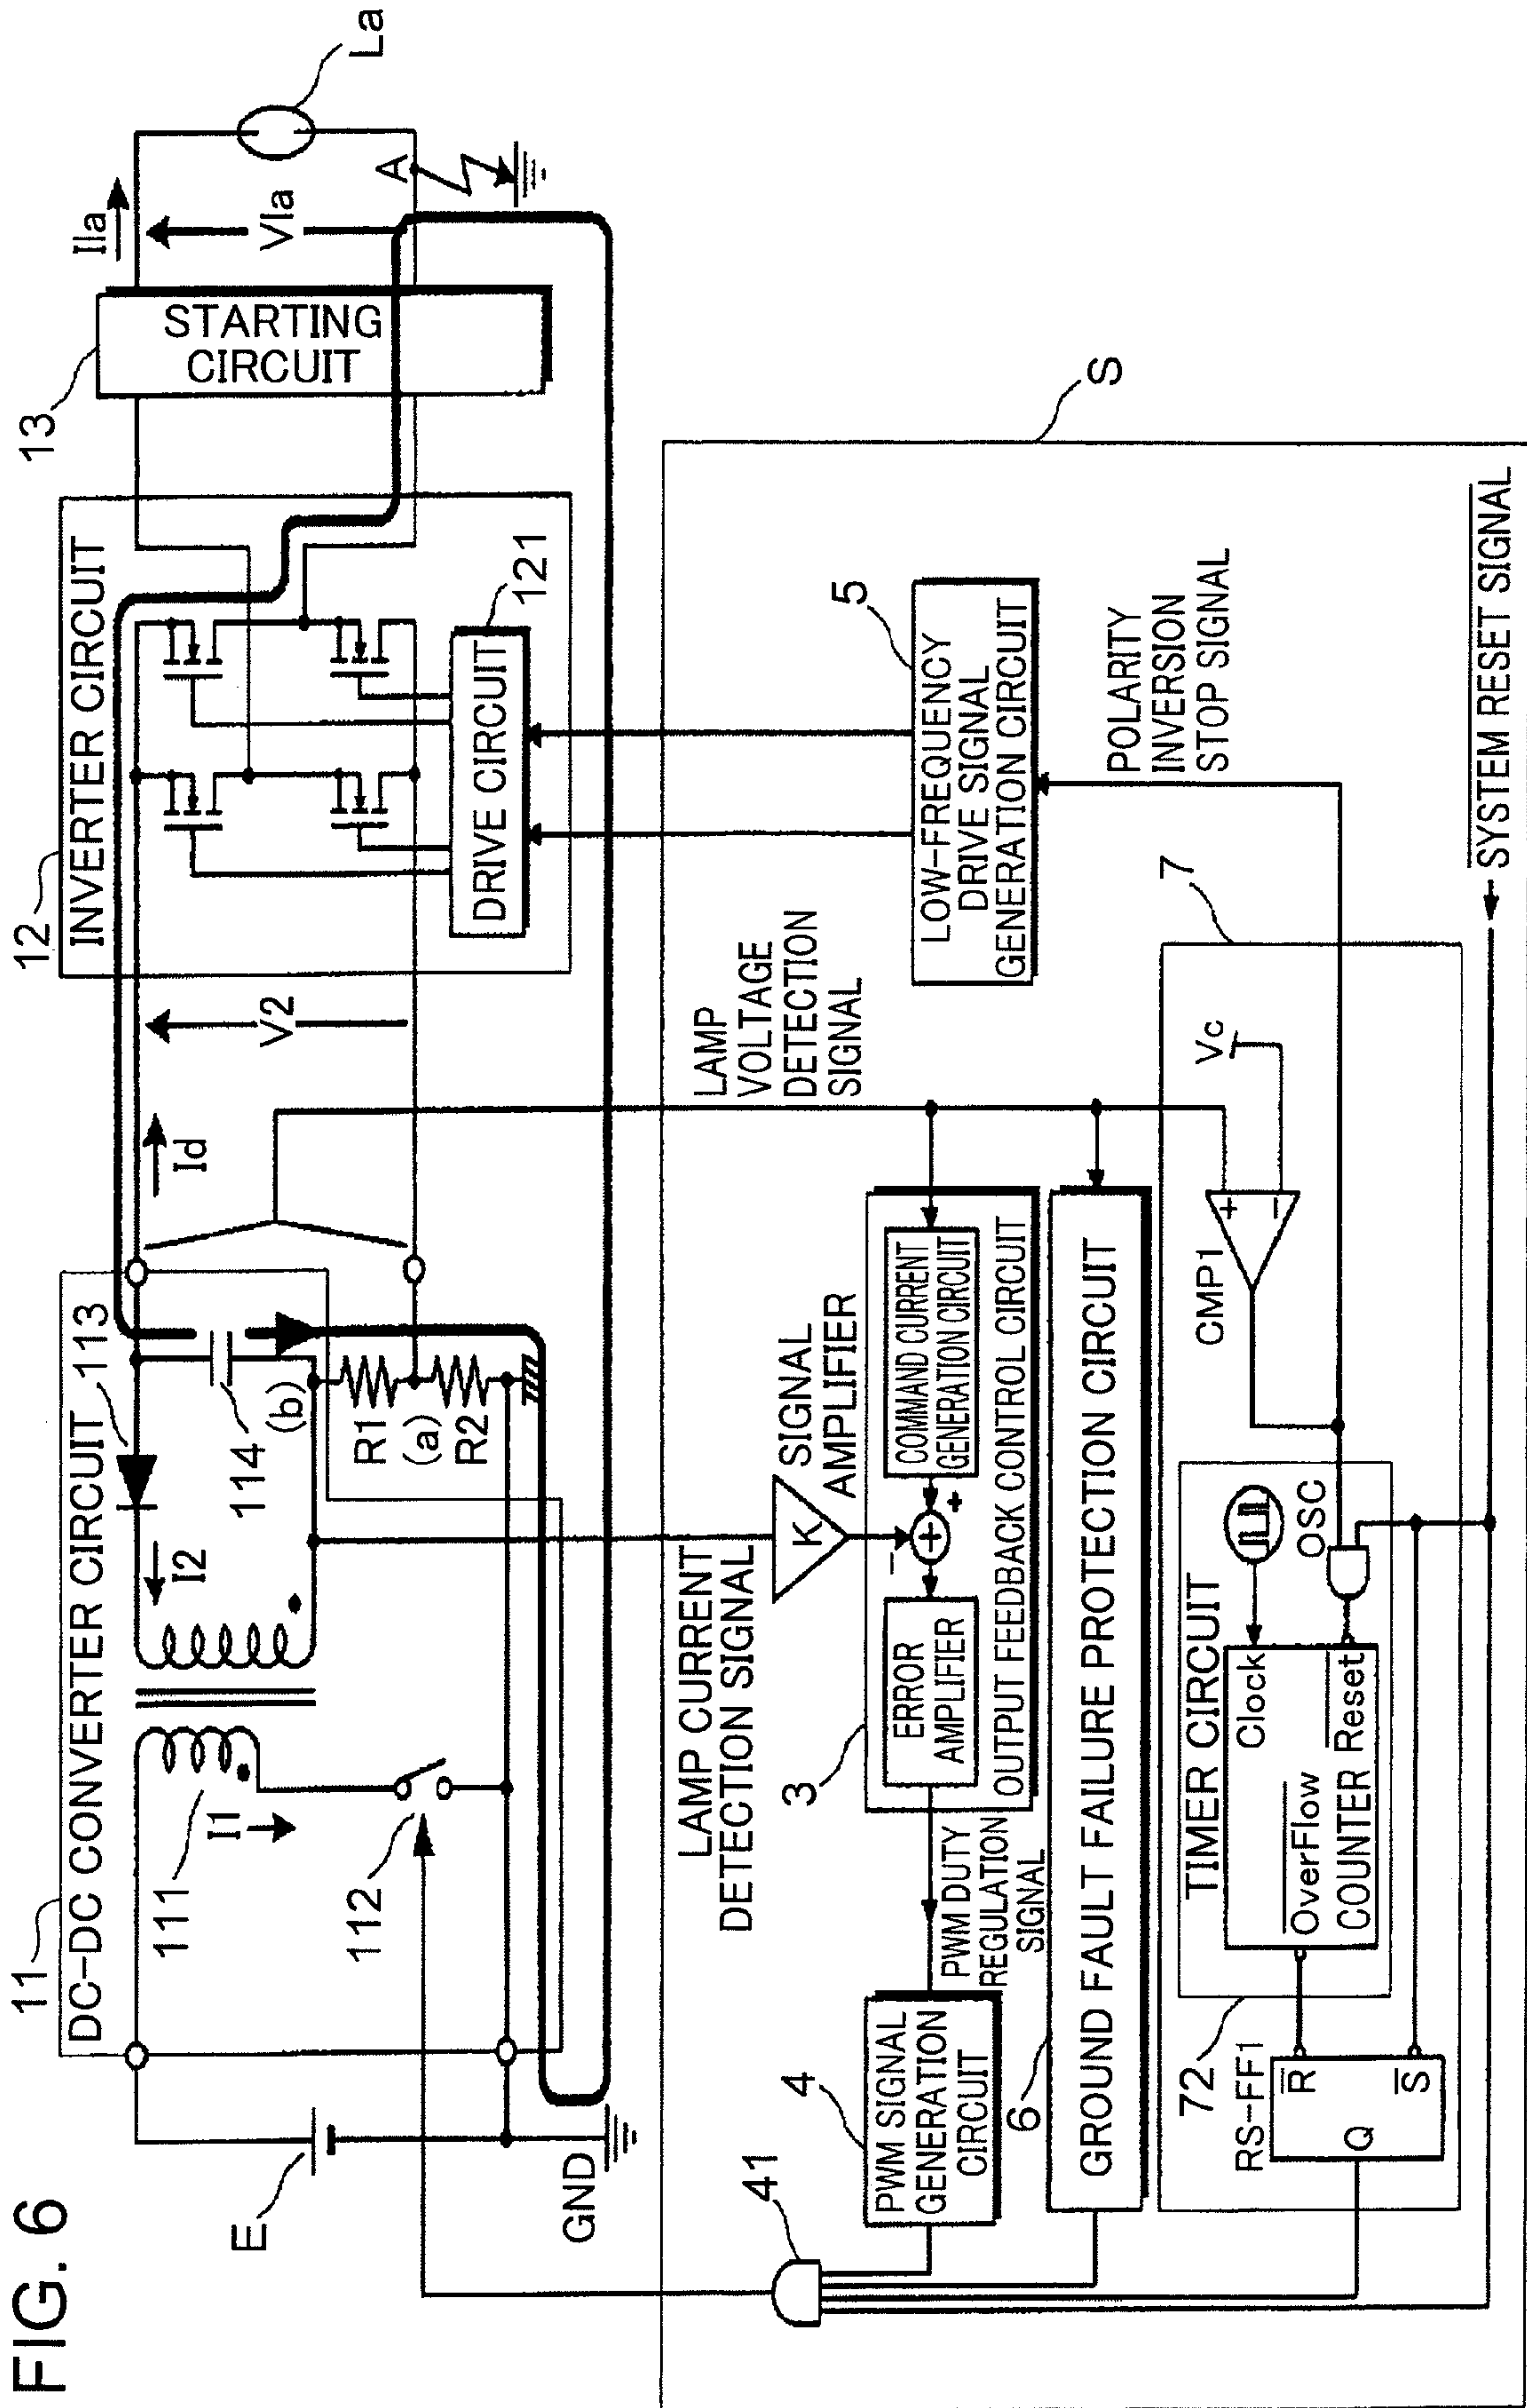 FIG. 6
11
DC-DC CONVERTER CIRCUIT
113
12
INVERTER CIRCUIT
13
STARTING
CIRCUIT
Ila
Vla
La
A
E
111
I1
112
I2
114
(b)
R1
(a)
R2
Id
V2
DRIVE CIRCUIT
121
GND
S
LAMP CURRENT
DETECTION SIGNAL
SIGNAL
AMPLIFIER
K
LAMP
VOLTAGE
DETECTION
SIGNAL
5
LOW-FREQUENCY
DRIVE SIGNAL
GENERATION CIRCUIT
POLARITY
INVERSION
STOP SIGNAL
41
4
PWM SIGNAL
GENERATION
CIRCUIT
PWM DUTY
REGULATION
SIGNAL
3
ERROR
AMPLIFIER
+
−
+
COMMAND CURRENT
GENERATION CIRCUIT
OUTPUT FEEDBACK CONTROL CIRCUIT
6
GROUND FAULT FAILURE PROTECTION CIRCUIT
7
72
TIMER CIRCUIT
RS-FF1
R
S
Q
Clock
OverFlow
COUNTER
Reset
OSC
CMP1
+
−
Vc
SYSTEM RESET SIGNAL